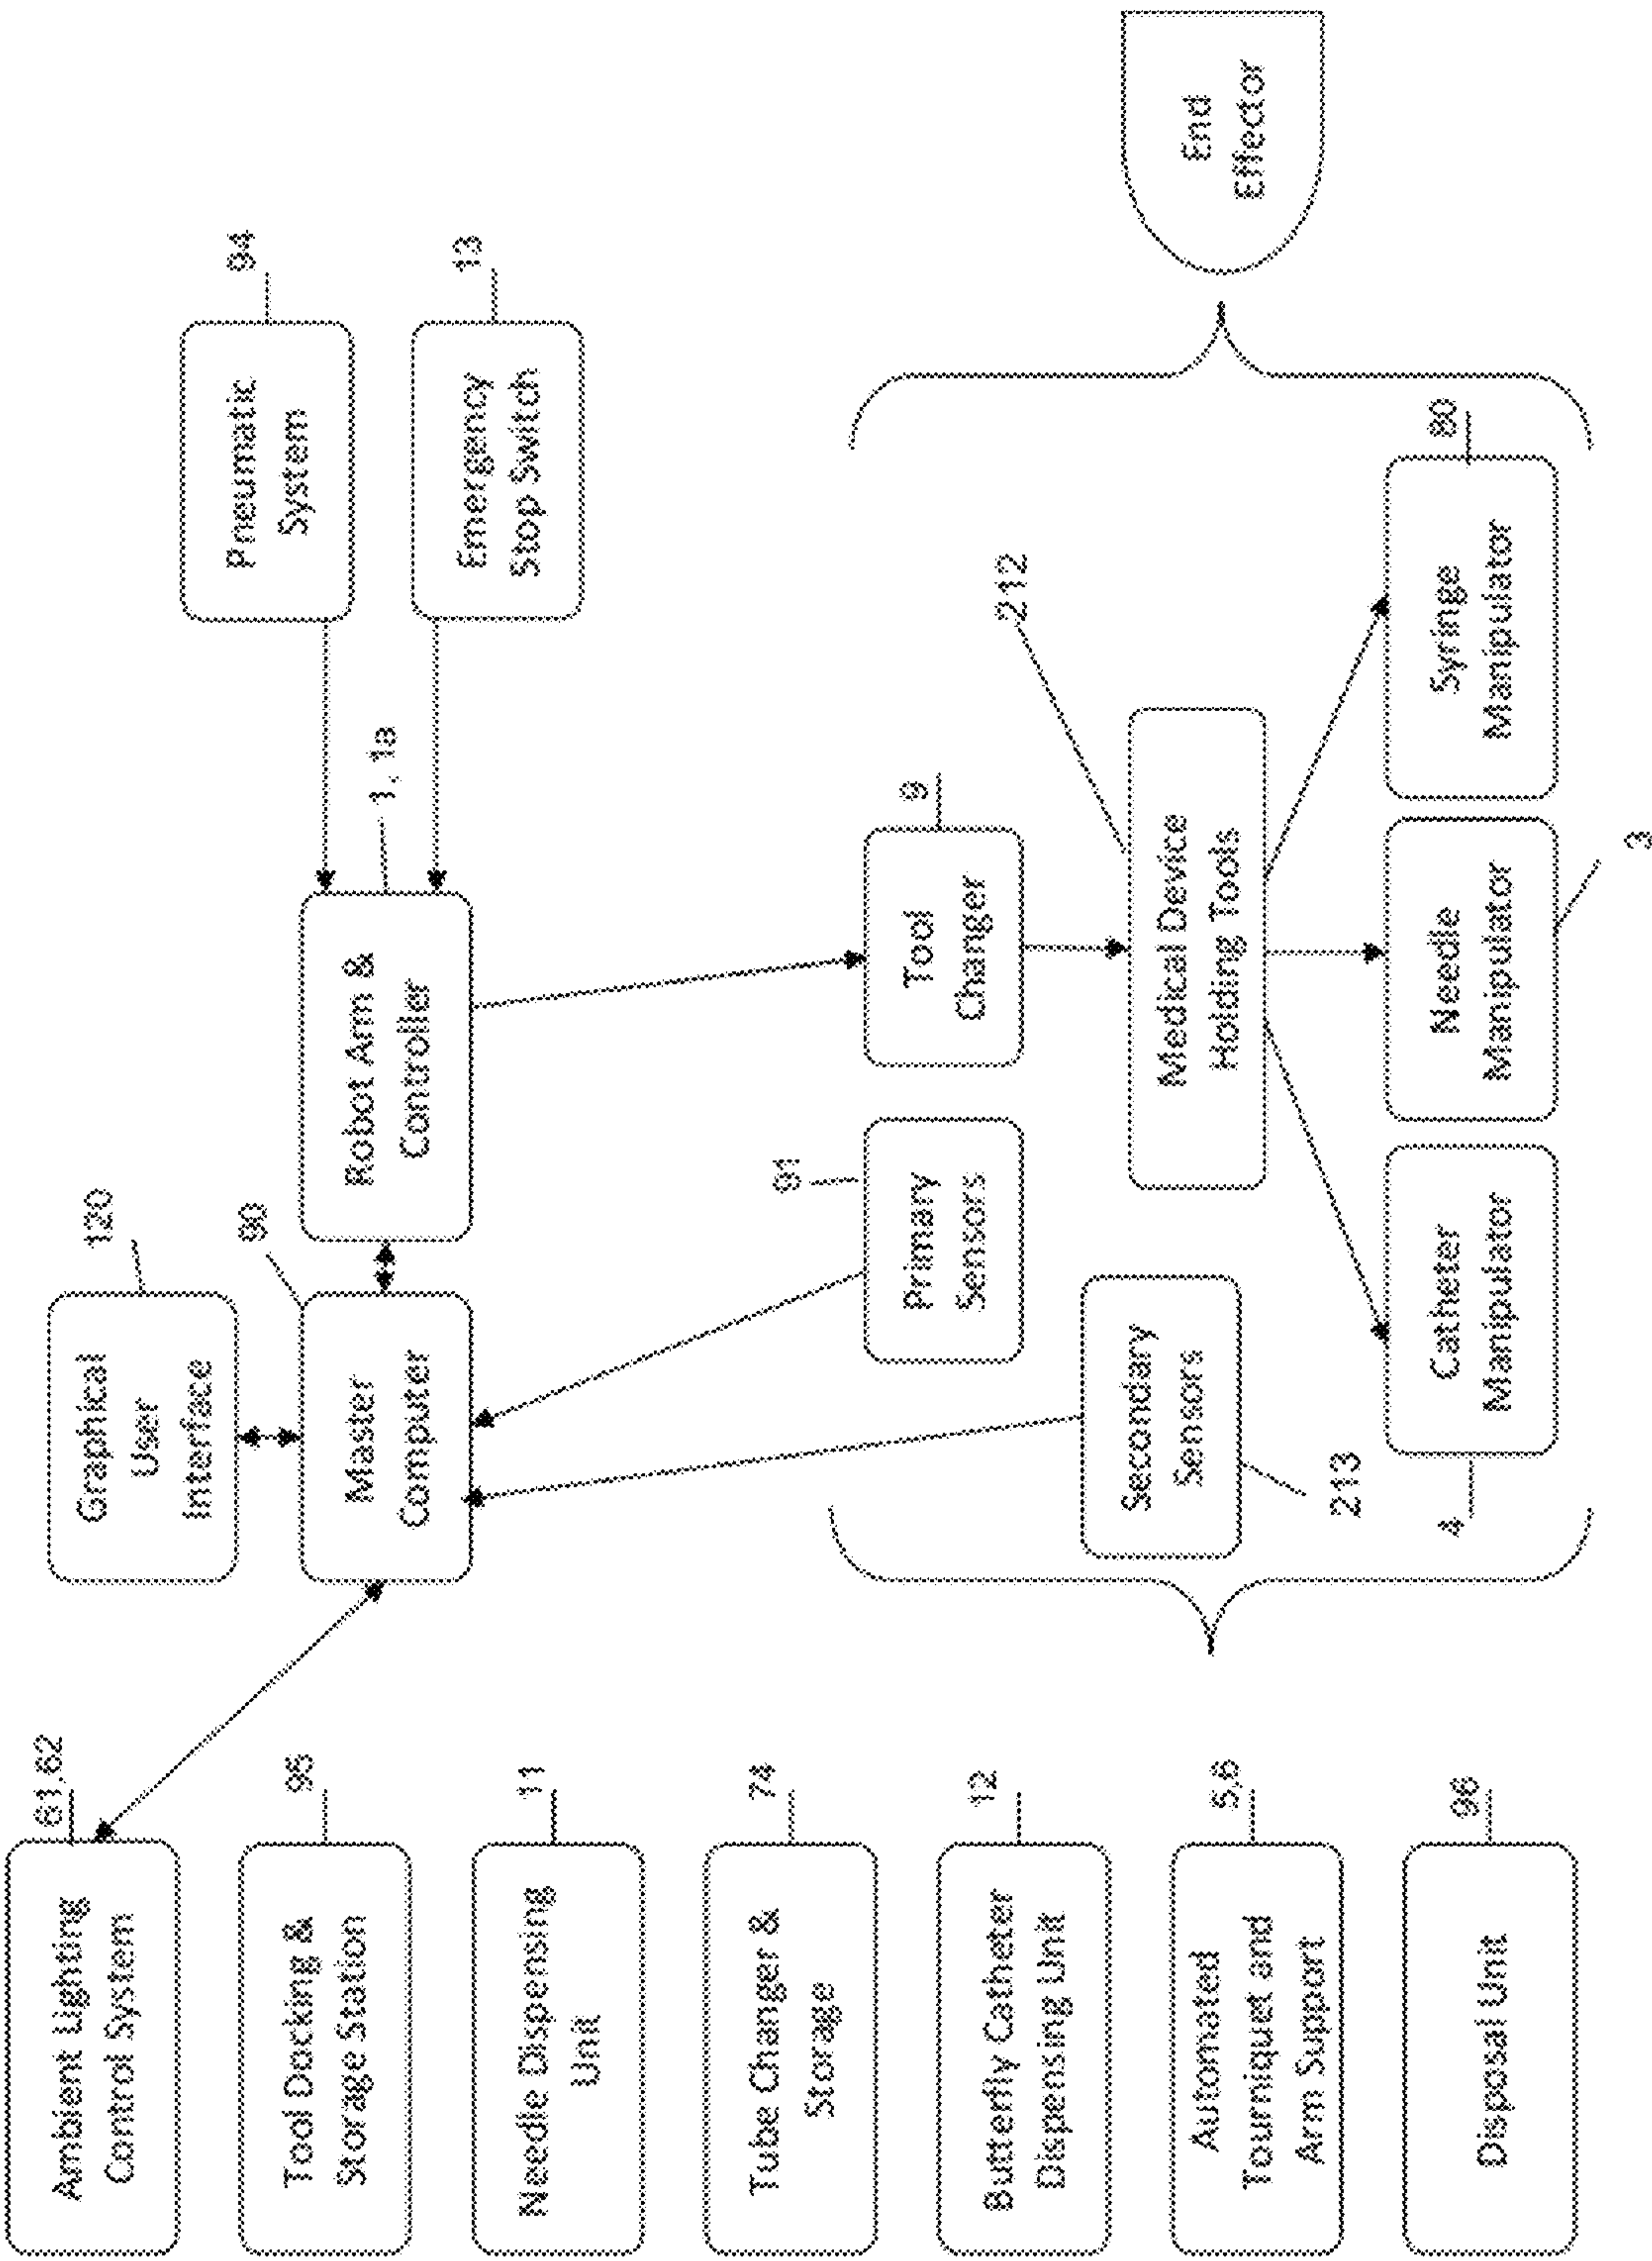 Ambient Lighting
Control System
61,62
Tool Docking &
Storage Station
95
Needle Dispensing
Unit
11
Tube Changer &
Storage
74
Butterfly Catheter
Dispensing Unit
12
Automated
Tourniquet and
Arm Support
5,6
Disposal Unit
96
Graphical
User
Interface
120
Master
Computer
90
Robot Arm &
Controller
1, 1a
Pneumatic
System
94
Emergency
Stop Switch
13
Primary
Sensors
91
Tool
Changer
9
Secondary
Sensors
213
Medical Device
Holding Tools
212
Catheter
Manipulator
4
Needle
Manipulator
3
Syringe
Manipulator
80
End
Effector